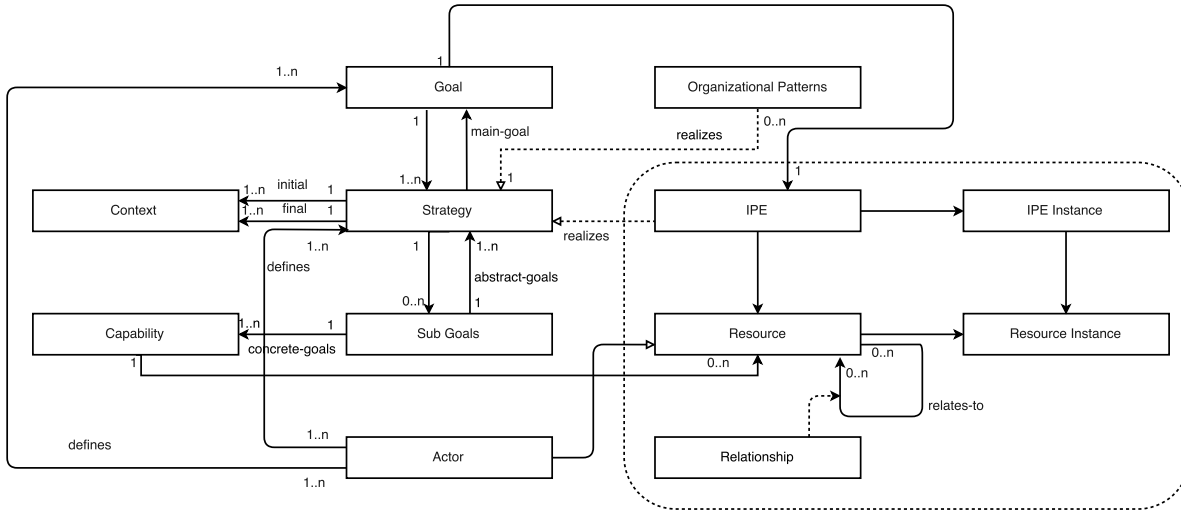 1
1..n
Goal
Organizational Patterns
1
main-goal
0..n
realizes
1..n
1
1
initial
1..n
1
Context
final
1..n
1
Strategy
IPE
IPE Instance
1..n
defines
1
1..n
realizes
abstract-goals
0..n
1
Capability
1..n
1
concrete-goals
Sub Goals
Resource
Resource Instance
1
0..n
0..n
0..n
relates-to
defines
1..n
1..n
Actor
Relationship